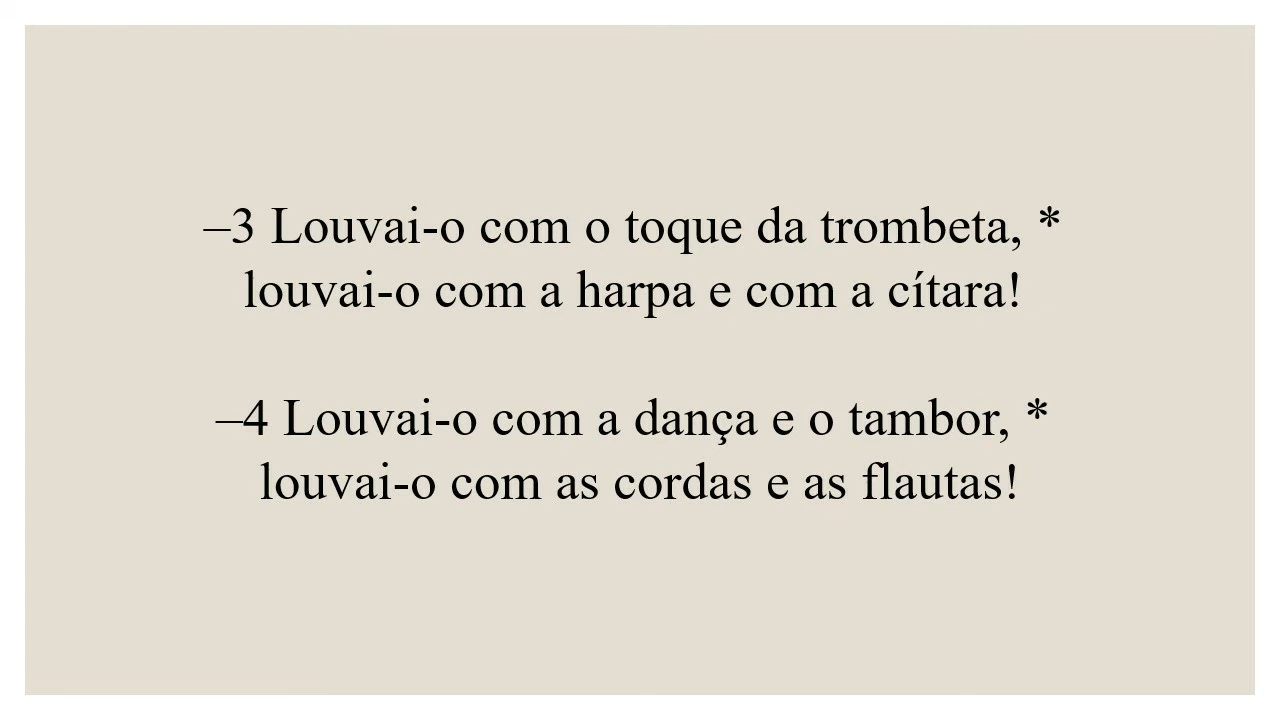 –3 Louvai-o com o toque da trombeta, *
louvai-o com a harpa e com a cítara!
–4 Louvai-o com a dança e o tambor, *
louvai-o com as cordas e as flautas!